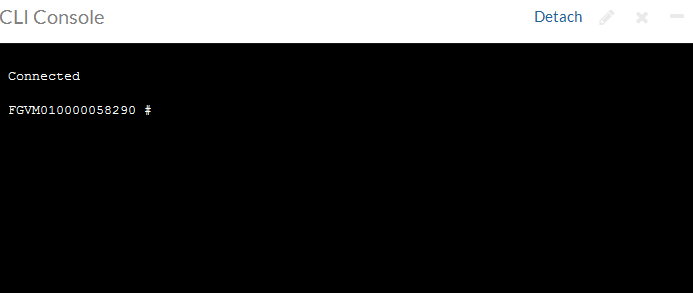 CLI Console
Detach
Connected
FGVM010000058290 #